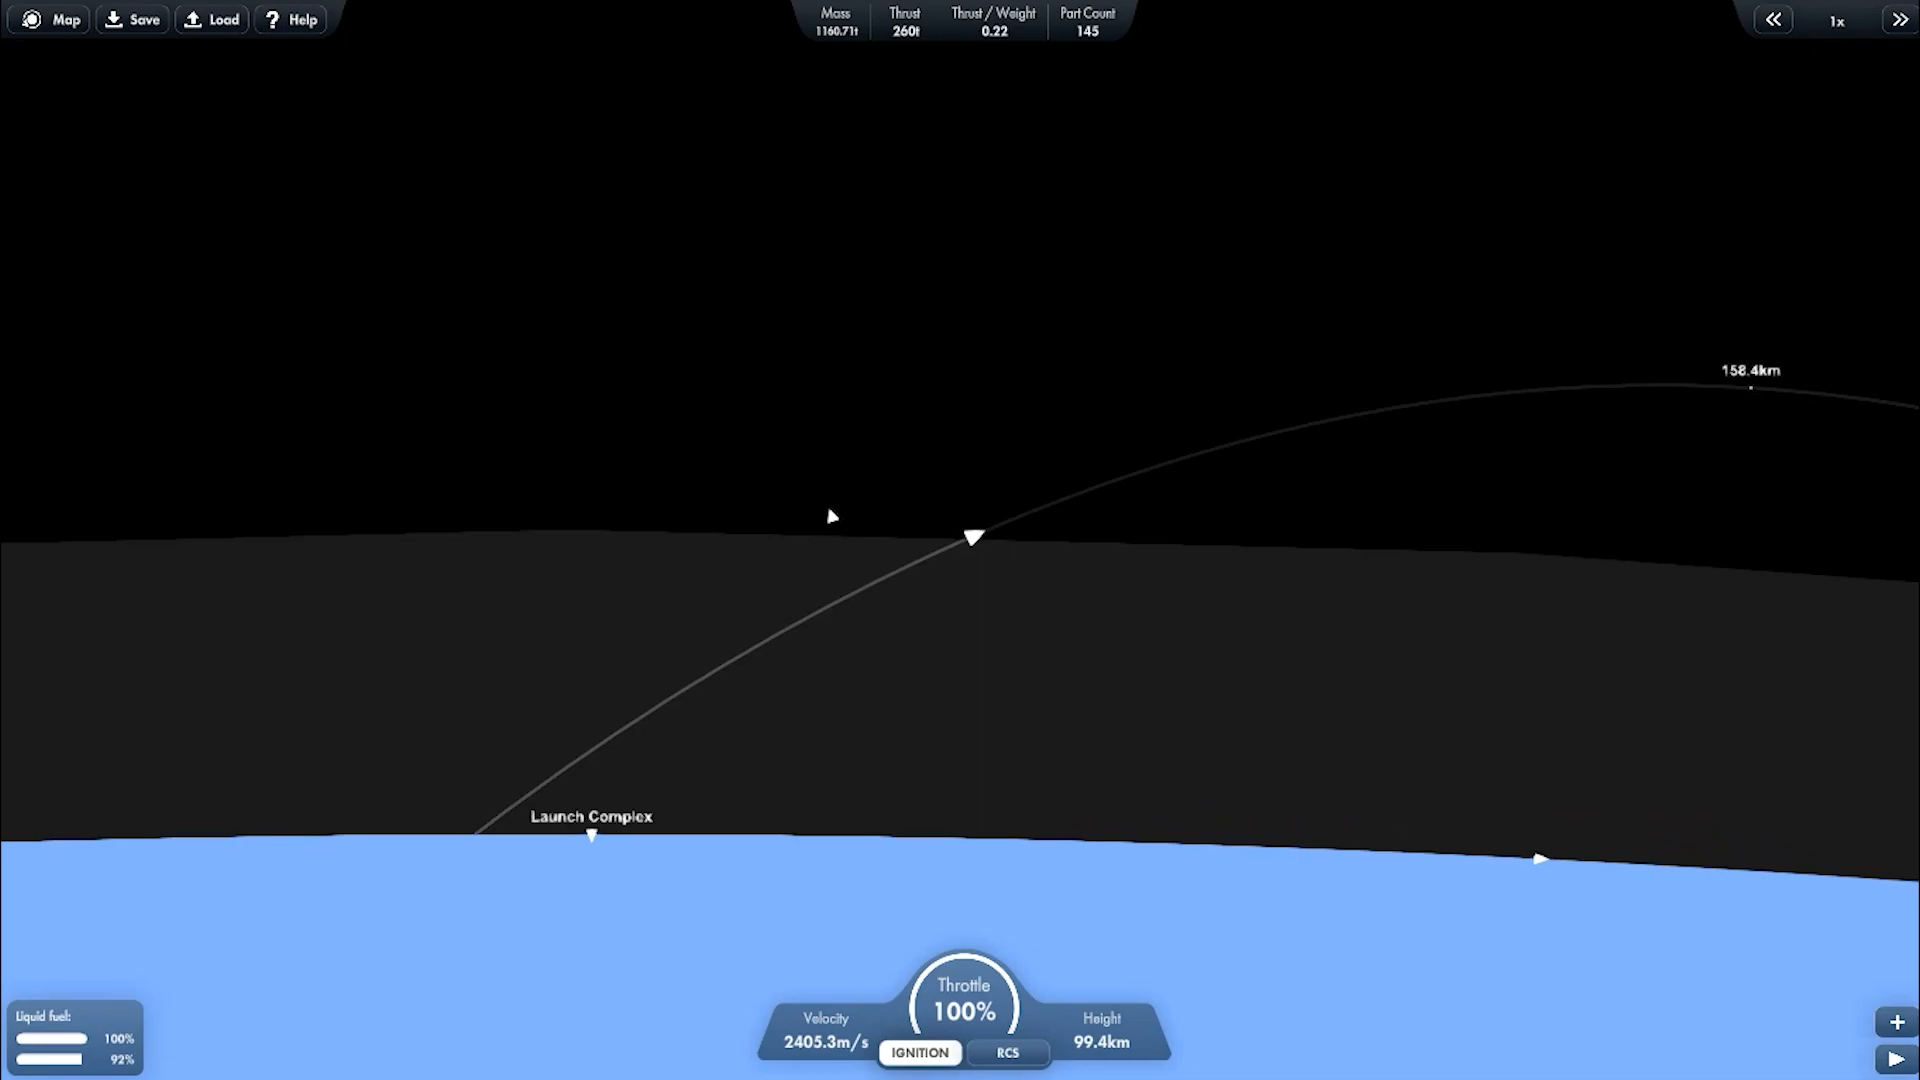 Map
Save
Load
? Help
Mass
1160.71t
Thrust
260t
Thrust / Weight
0.22
Part Count
145
1x
158.4km
Launch Complex
Liquid fuel:
100%
92%
Throttle
100%
Velocity
2405.3m/s
Height
99.4km
IGNITION
RCS